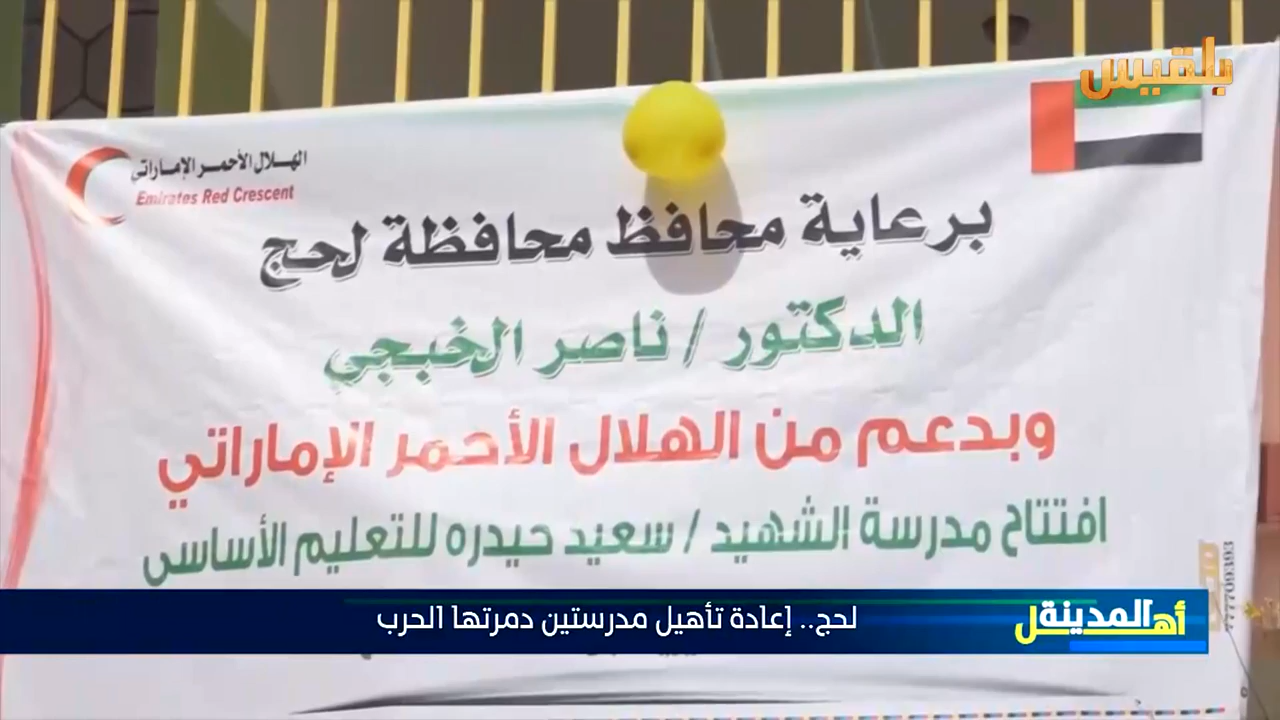 بلقيس
الهلال الأحمر الإماراتي
Emirates Red Crescent
برعاية محافظ محافظة لحج
الدكتور / ناصر الخبجي
وبدعم من الهلال الأحمر الإماراتي
افتتاح مدرسة الشهيد / سعيد حيدره للتعليم الأساسي
777709393
أهل المدينة
لحج.. إعادة تأهيل مدرستين دمرتها الحرب